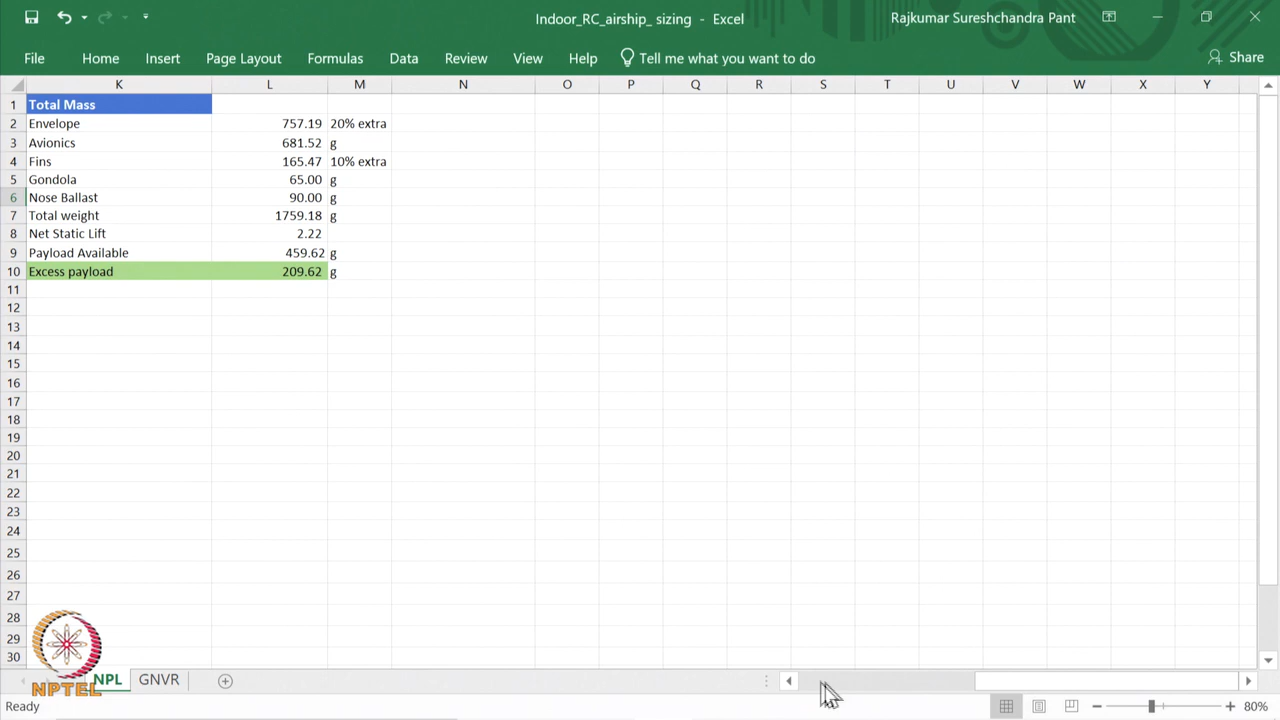 Indoor_RC_airship_ sizing - Excel
Rajkumar Sureshchandra Pant
File Home Insert Page Layout Formulas Data Review View Help Tell me what you want to do Share
K L M N O P Q R S T U V W X Y
1 Total Mass
2 Envelope 757.19 20% extra
3 Avionics 681.52 g
4 Fins 165.47 10% extra
5 Gondola 65.00 g
6 Nose Ballast 90.00 g
7 Total weight 1759.18 g
8 Net Static Lift 2.22
9 Payload Available 459.62 g
10 Excess payload 209.62 g
11
12
13
14
15
16
17
18
19
20
21
22
23
24
25
26
27
28
29
30
NPL GNVR
NPTEL
Ready 80%